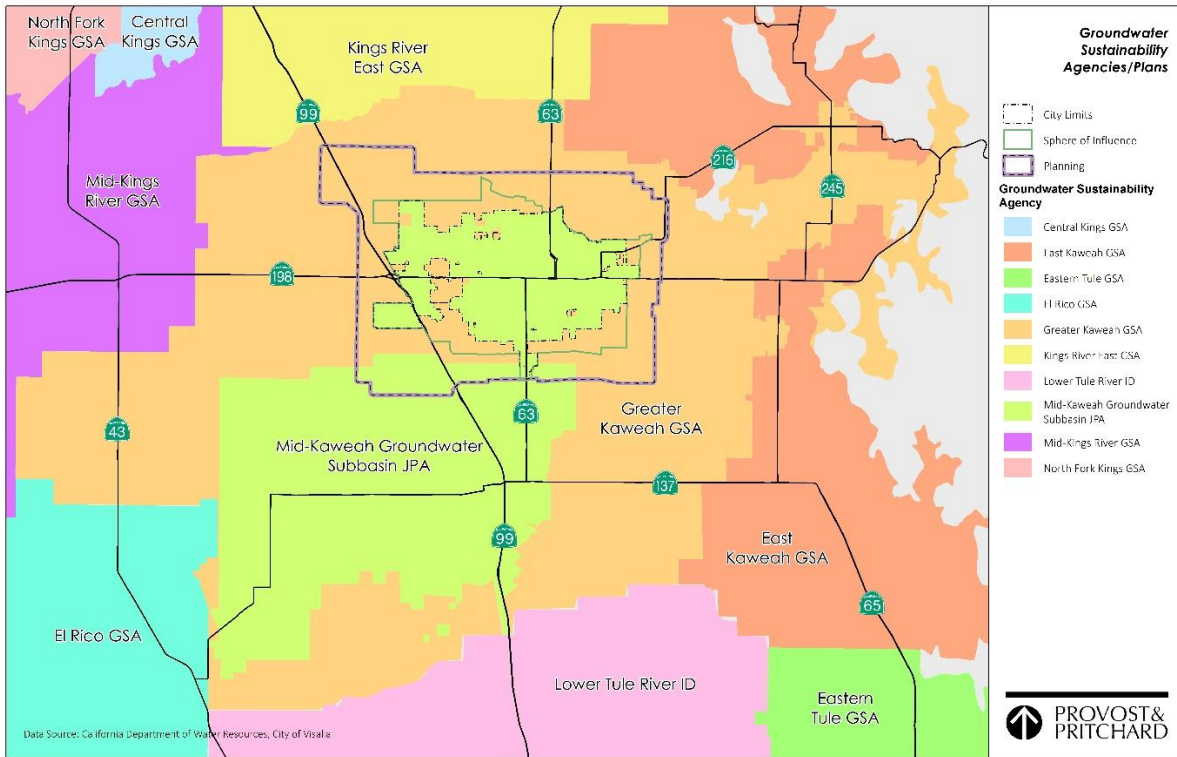 North Fork
Kings GSA
Central
Kings GSA
Kings River
East GSA
99
63
216
245
Mid-Kings
River GSA
198
43
Mid-Kaweah Groundwater
Subbasin JPA
63
Greater
Kaweah GSA
137
99
East
Kaweah GSA
65
El Rico GSA
Lower Tule River ID
Eastern
Tule GSA
Data Source: California Department of Water Resources, City of Visalia
Groundwater
Sustainability
Agencies/Plans
City Limits
Sphere of Influence
Planning
Groundwater Sustainability
Agency
Central Kings GSA
East Kaweah GSA
Eastern Tule GSA
El Rico GSA
Greater Kaweah GSA
Kings River East GSA
Lower Tule River ID
Mid-Kaweah Groundwater
Subbasin JPA
Mid-Kings River GSA
North Fork Kings GSA
PROVOST&
PRITCHARD